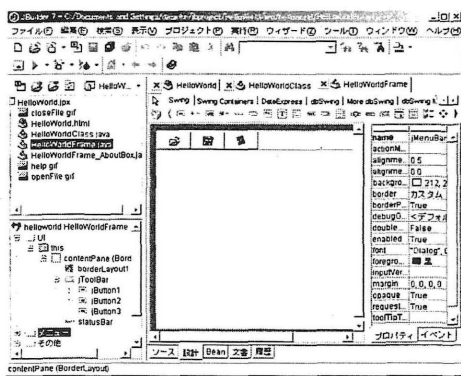 JBuilder 7 - C:/Documents and Settings/
ファイル(F) 編集(E) 検索(S) 表示(V) プロジェクト(P) 実行(R) ウィザード(Z) ツール(T) ウィンドウ(W) ヘルプ(H)
HelloW...
HelloWorld HelloWorldClass HelloWorldFrame
Swing Swing Containers DataExpress dbSwing More dbSwing
HelloWorld.jpx
closeFile.gif
HelloWorld.html
HelloWorldClass.java
HelloWorldFrame.java
HelloWorldFrame_AboutBox.ja
help.gif
openFile.gif
helloworld HelloWorldFrame
UI
this
contentPane (Bord
borderLayout1
jToolBar
jButton1
jButton2
jButton3
statusBar
メニュー
その他
name jMenuBar
actionM...
alignme... 0.5
alignme... 0.0
backgro... 212, 2
border カスタム
borderP... True
debugG... <デフォル
double... False
enabled True
font "Dialog",
foregro...
inputVer...
margin 0, 0, 0, 0
opaque True
request... True
toolTipT...
プロパティ イベント
ソース 設計 Bean 文書 履歴
contentPane (BorderLayout)